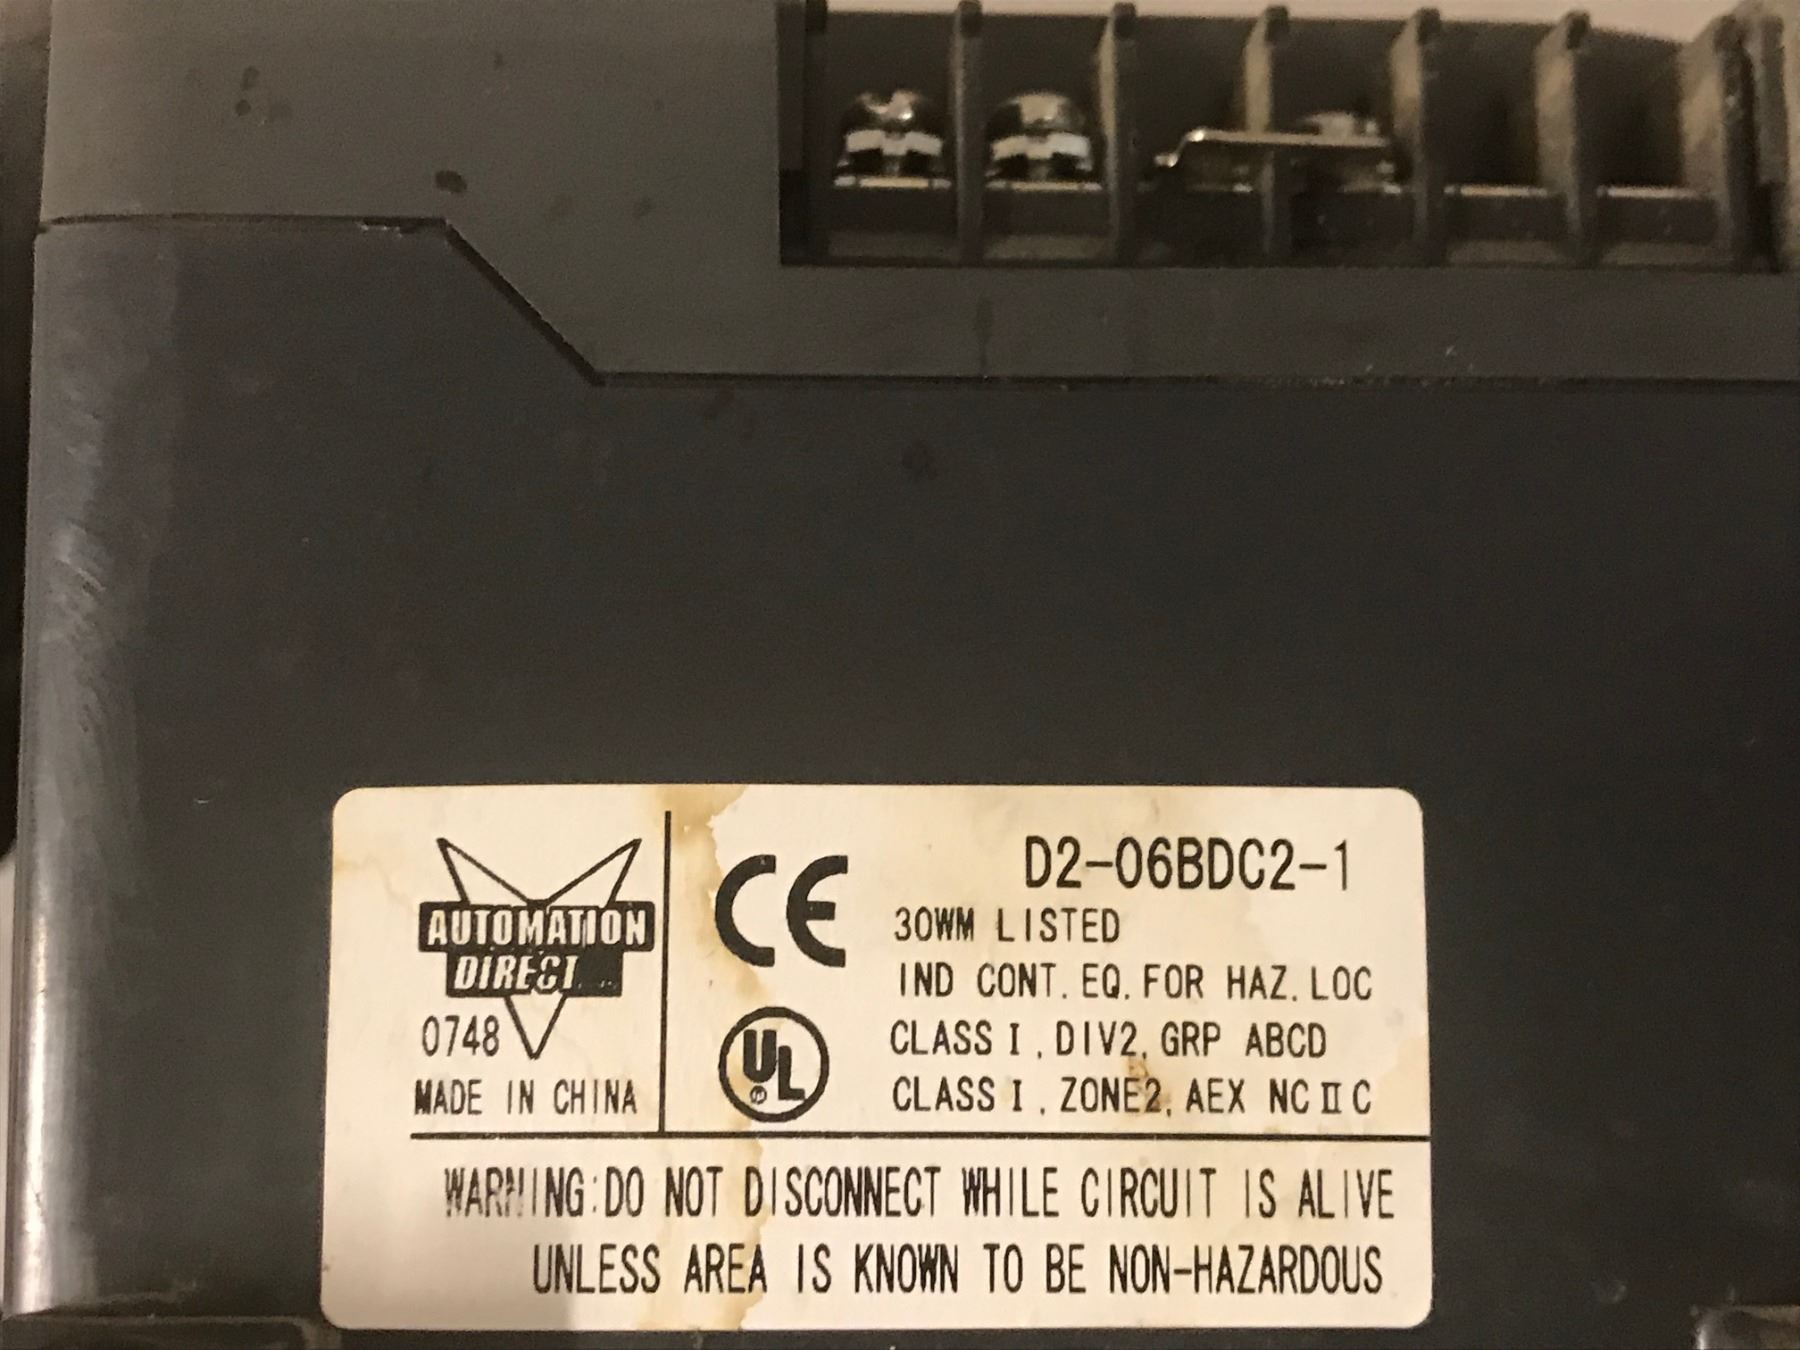 AUTOMATION
DIRECT
0748
MADE IN CHINA
CE
UL
D2-06BDC2-1
30WM LISTED
IND CONT. EQ. FOR HAZ. LOC
CLASS I, DIV2, GRP ABCD
CLASS I, ZONE2, AEX NC II C
WARNING:DO NOT DISCONNECT WHILE CIRCUIT IS ALIVE
UNLESS AREA IS KNOWN TO BE NON-HAZARDOUS